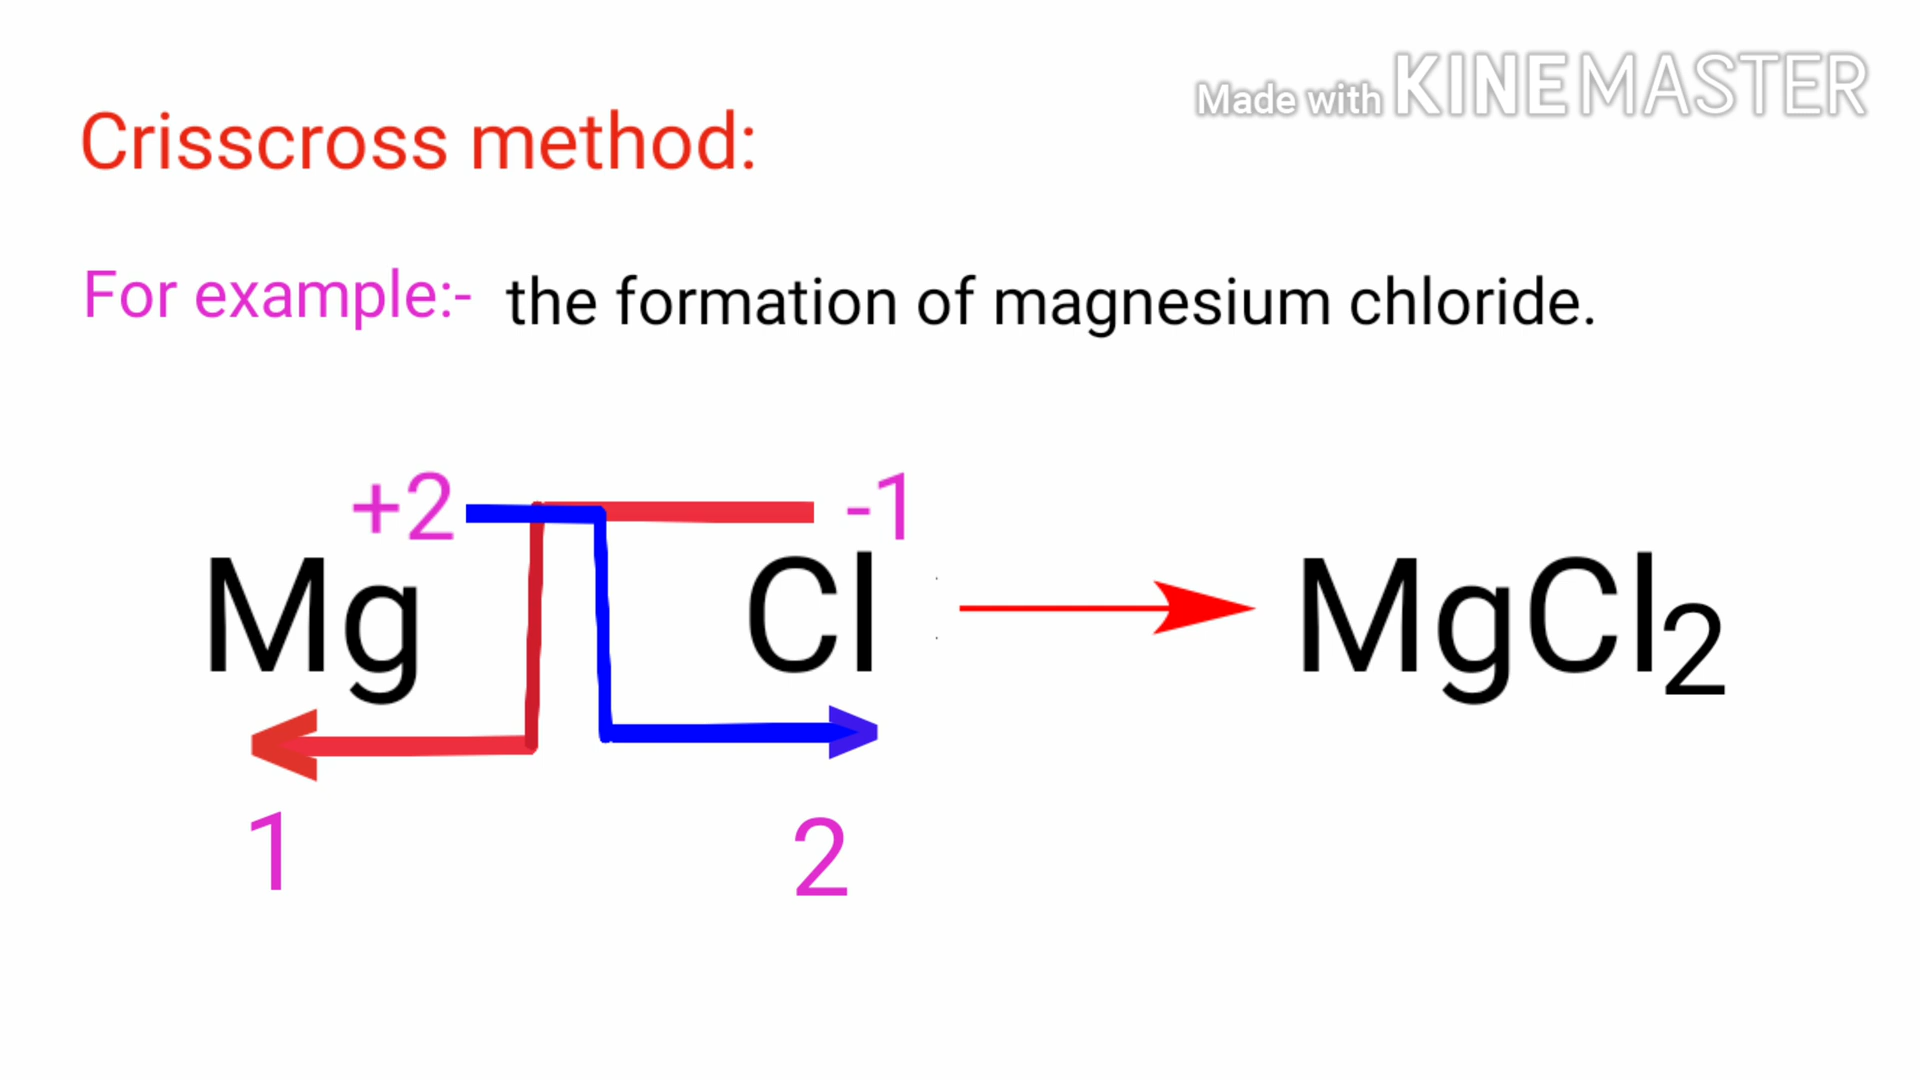 Made with KINEMASTER
Crisscross method:
For example:- the formation of magnesium chloride.
+2 -1
Mg Cl MgCl₂
1 2